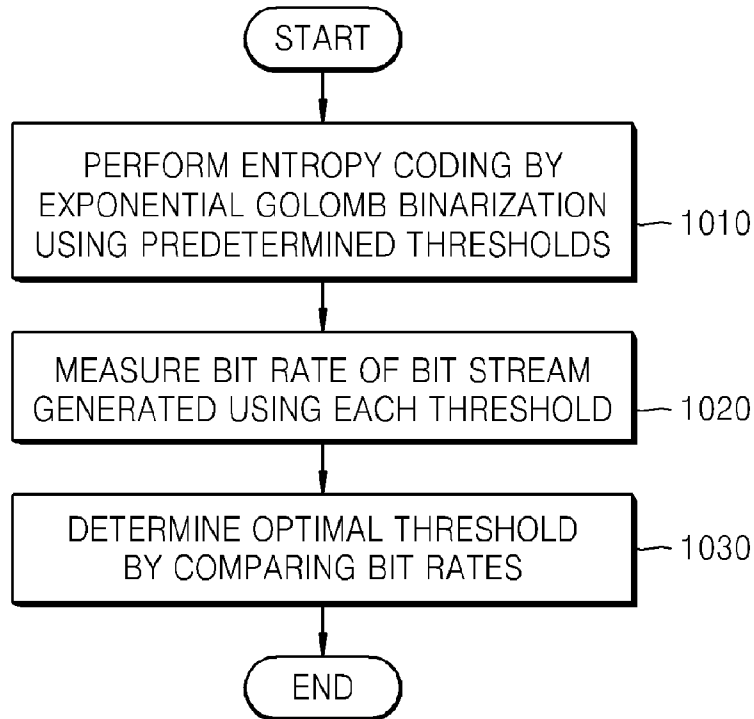 START
PERFORM ENTROPY CODING BY
EXPONENTIAL GOLOMB BINARIZATION
USING PREDETERMINED THRESHOLDS
1010
MEASURE BIT RATE OF BIT STREAM
GENERATED USING EACH THRESHOLD
1020
DETERMINE OPTIMAL THRESHOLD
BY COMPARING BIT RATES
1030
END